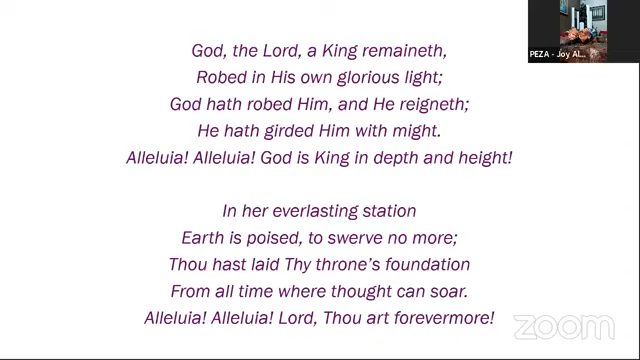 God, the Lord, a King remaineth,
Robed in His own glorious light;
God hath robed Him, and He reigneth;
He hath girded Him with might.
Alleluia! Alleluia! God is King in depth and height!
In her everlasting station
Earth is poised, to swerve no more;
Thou hast laid Thy throne’s foundation
From all time where thought can soar.
Alleluia! Alleluia! Lord, Thou art forevermore!
PEZA - Joy Al...
zoom